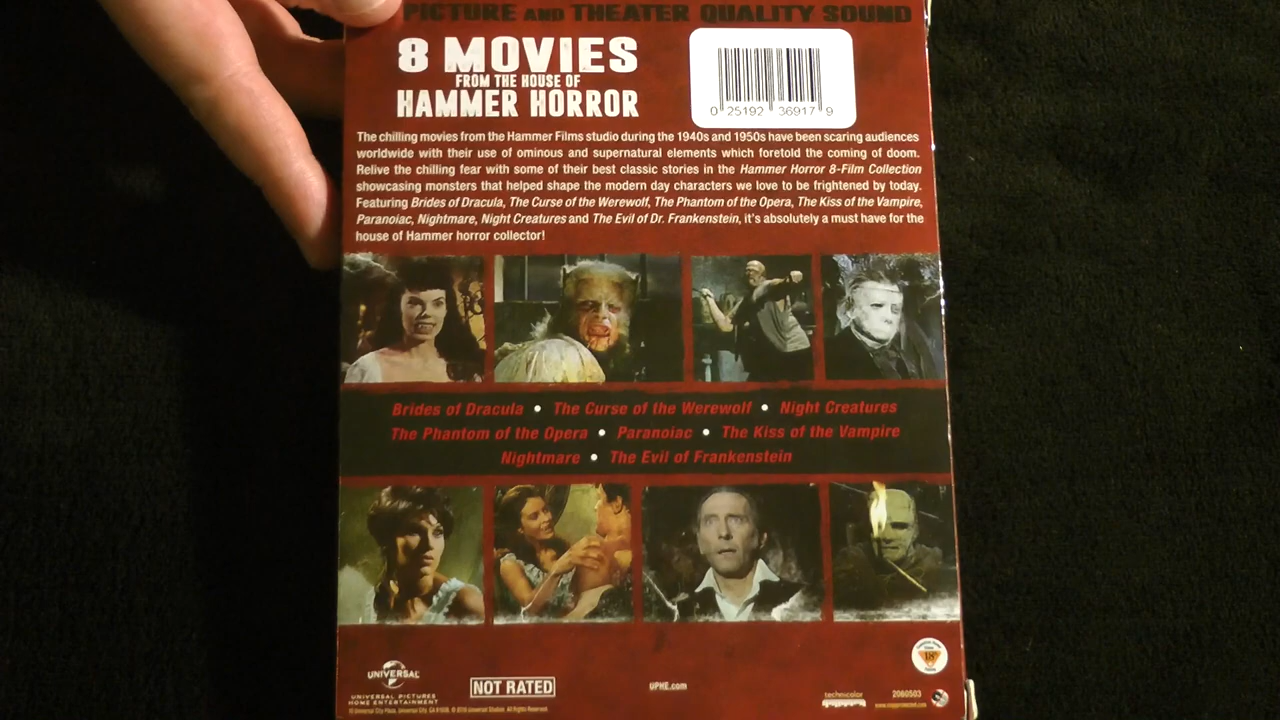 PICTURE AND THEATER QUALITY SOUND
8 MOVIES
FROM THE HOUSE OF
HAMMER HORROR
0 25192 36917 9
The chilling movies from the Hammer Films studio during the 1940s and 1950s have been scaring audiences
worldwide with their use of ominous and supernatural elements which foretold the coming of doom.
Relive the chilling fear with some of their best classic stories in the Hammer Horror 8-Film Collection
showcasing monsters that helped shape the modern day characters we love to be frightened by today.
Featuring Brides of Dracula, The Curse of the Werewolf, The Phantom of the Opera, The Kiss of the Vampire,
Paranoiac, Nightmare, Night Creatures and The Evil of Dr. Frankenstein, it's absolutely a must have for the
house of Hammer horror collector!
Brides of Dracula • The Curse of the Werewolf • Night Creatures
The Phantom of the Opera • Paranoiac • The Kiss of the Vampire
Nightmare • The Evil of Frankenstein
UNIVERSAL
UNIVERSAL PICTURES
HOME ENTERTAINMENT
NOT RATED
UPHE.com
technicolor
2060503
18